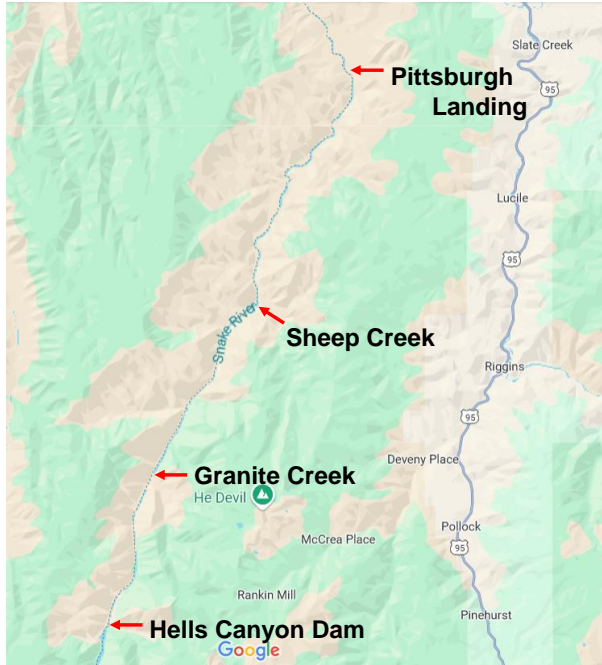 Slate Creek
95
Pittsburgh
Landing
Lucile
95
Snake River
Sheep Creek
Riggins
95
Deveny Place
Granite Creek
He Devil
Pollock
McCrea Place
95
Rankin Mill
Pinehurst
Hells Canyon Dam
Google